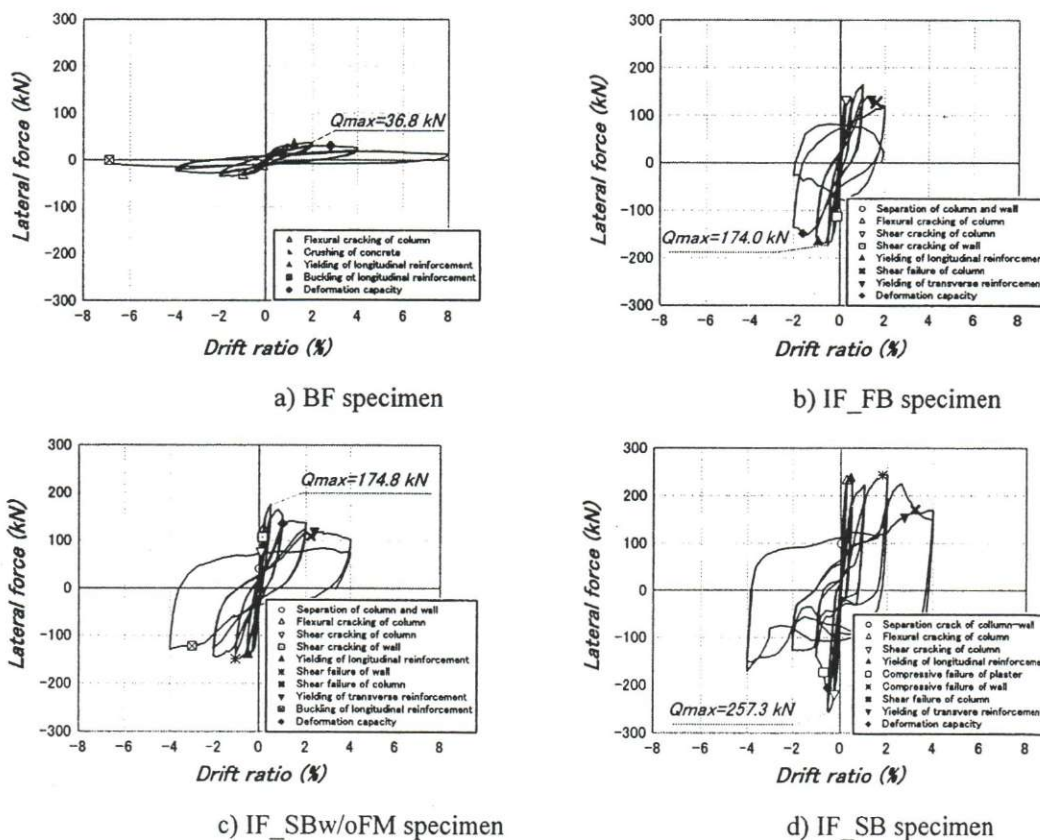 300
200
100
0
-100
-200
-300
Lateral force (kN)
Qmax=36.8 kN
Flexural cracking of column
Crushing of concrete
Yielding of longitudinal reinforcement
Buckling of longitudinal reinforcement
Deformation capacity
-8 -6 -4 -2 0 2 4 6 8
Drift ratio (%)
a) BF specimen
300
200
100
0
-100
-200
-300
Lateral force (kN)
Qmax=174.0 kN
Separation of column and wall
Flexural cracking of column
Shear cracking of column
Shear cracking of wall
Yielding of longitudinal reinforcement
Shear failure of column
Yielding of transverse reinforcement
Deformation capacity
-8 -6 -4 -2 0 2 4 6 8
Drift ratio (%)
b) IF_FB specimen
300
200
100
0
-100
-200
-300
Lateral force (kN)
Qmax=174.8 kN
Separation of column and wall
Flexural cracking of column
Shear cracking of column
Shear cracking of wall
Yielding of longitudinal reinforcement
Shear failure of wall
Shear failure of column
Yielding of transverse reinforcement
Buckling of longitudinal reinforcement
Deformation capacity
-8 -6 -4 -2 0 2 4 6 8
Drift ratio (%)
c) IF_SBw/oFM specimen
300
200
100
0
-100
-200
-300
Lateral force (kN)
Qmax=257.3 kN
Separation crack of collumn-wall
Flexural cracking of column
Shear cracking of column
Yielding of longitudinal reinforcement
Compressive failure of plaster
Compressive failure of wall
Shear failure of column
Yielding of transvere reinforcement
Deformation capacity
-8 -6 -4 -2 0 2 4 6 8
Drift ratio (%)
d) IF_SB specimen